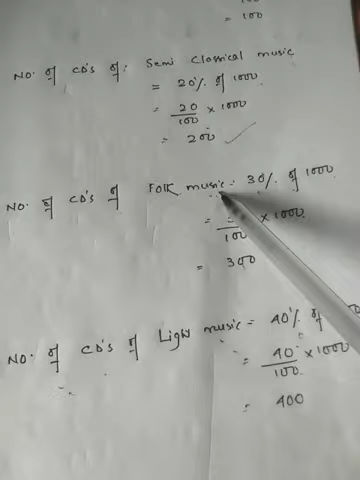 = 100
NO. of CD's of: Semi Classical music
= 20% of 1000
= 20/100 × 1000
= 200
NO. of CD's of Folk music = 30% of 1000
= /100 × 1000
= 300
NO. of CD's of Light music = 40% of
= 40/100 × 1000
= 400